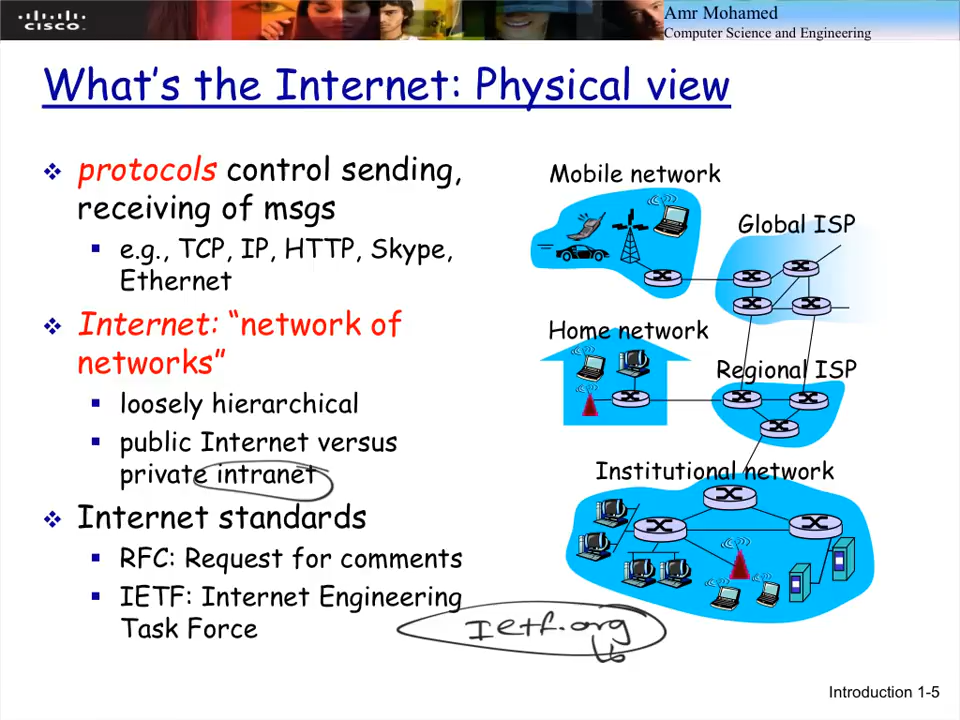 CISCO
Amr Mohamed
Computer Science and Engineering
What's the Internet: Physical view
protocols control sending,
receiving of msgs
e.g., TCP, IP, HTTP, Skype,
Ethernet
Internet: “network of
networks”
loosely hierarchical
public Internet versus
private intranet
Internet standards
RFC: Request for comments
IETF: Internet Engineering
Task Force
Ietf.org
Mobile network
Global ISP
Home network
Regional ISP
Institutional network
Introduction 1-5